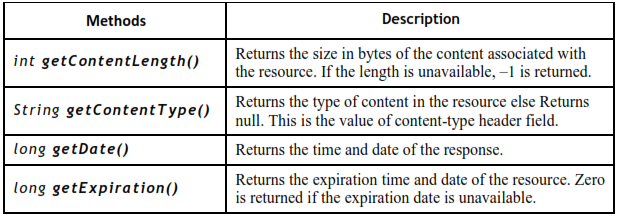 Methods Description
int getContentLength() Returns the size in bytes of the content associated with
the resource. If the length is unavailable, –1 is returned.
String getContentType() Returns the type of content in the resource else Returns
null. This is the value of content-type header field.
long getDate() Returns the time and date of the response.
long getExpiration() Returns the expiration time and date of the resource. Zero
is returned if the expiration date is unavailable.